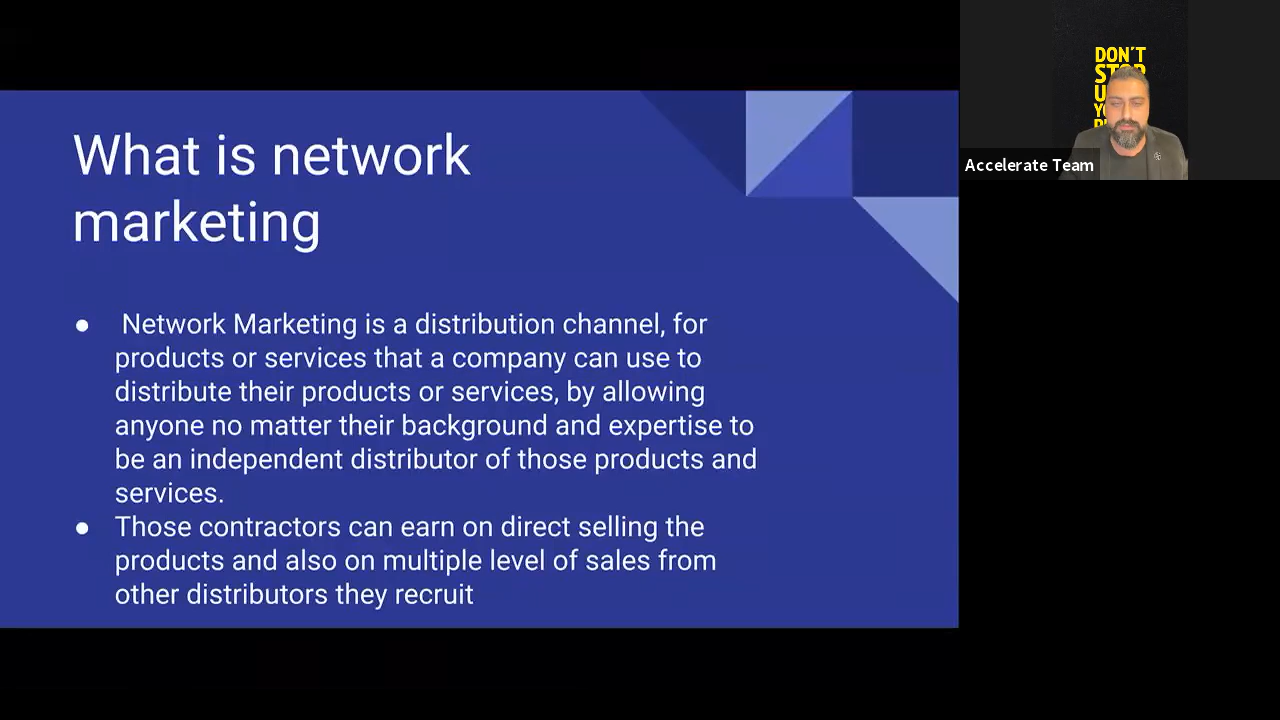 What is network
marketing
● Network Marketing is a distribution channel, for
products or services that a company can use to
distribute their products or services, by allowing
anyone no matter their background and expertise to
be an independent distributor of those products and
services.
● Those contractors can earn on direct selling the
products and also on multiple level of sales from
other distributors they recruit
DON'T
Accelerate Team